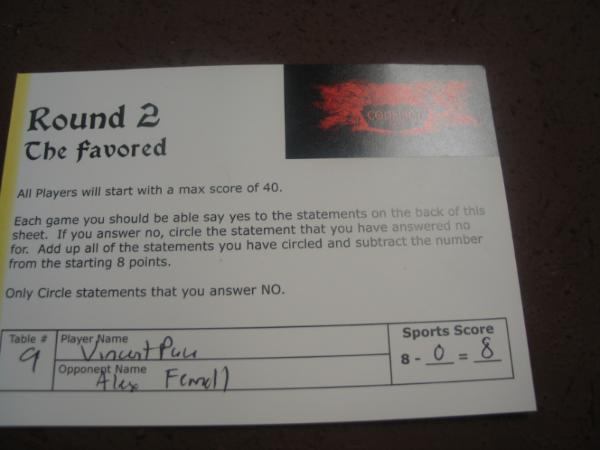 Round 2
The Favored
All Players will start with a max score of 40.
Each game you should be able say yes to the statements on the back of this
sheet. If you answer no, circle the statement that you have answered no
for. Add up all of the statements you have circled and subtract the number
from the starting 8 points.
Only Circle statements that you answer NO.
Table # Player Name Sports Score
9 Vincent
8 - 0 = 8
Opponent Name
Alex